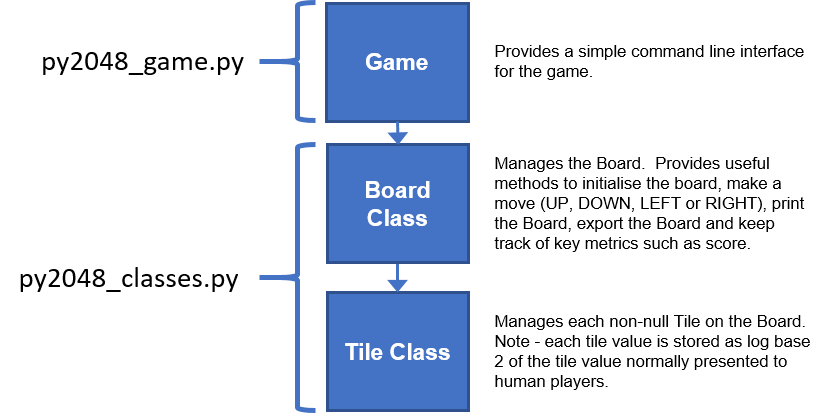 py2048_game.py
Game
Provides a simple command line interface
for the game.
py2048_classes.py
Board
Class
Manages the Board.  Provides useful
methods to initialise the board, make a
move (UP, DOWN, LEFT or RIGHT), print
the Board, export the Board and keep
track of key metrics such as score.
Tile Class
Manages each non-null Tile on the Board.
Note - each tile value is stored as log base
2 of the tile value normally presented to
human players.